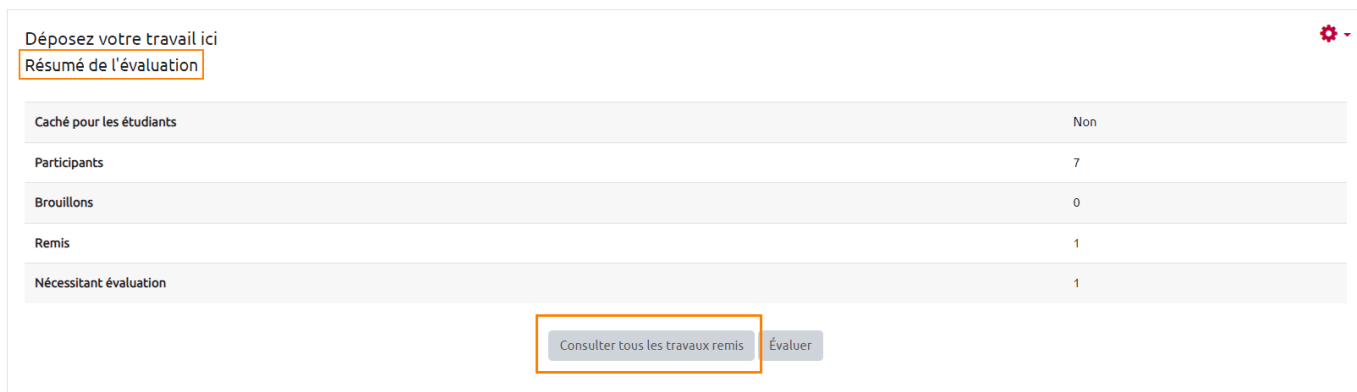 Déposez votre travail ici
Résumé de l'évaluation
Caché pour les étudiants Non
Participants 7
Brouillons 0
Remis 1
Nécessitant évaluation 1
Consulter tous les travaux remis Évaluer